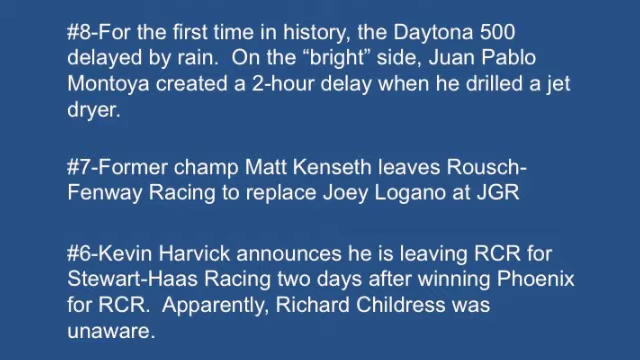 #8-For the first time in history, the Daytona 500
delayed by rain.  On the “bright” side, Juan Pablo
Montoya created a 2-hour delay when he drilled a jet
dryer.
#7-Former champ Matt Kenseth leaves Rousch-
Fenway Racing to replace Joey Logano at JGR
#6-Kevin Harvick announces he is leaving RCR for
Stewart-Haas Racing two days after winning Phoenix
for RCR.  Apparently, Richard Childress was
unaware.